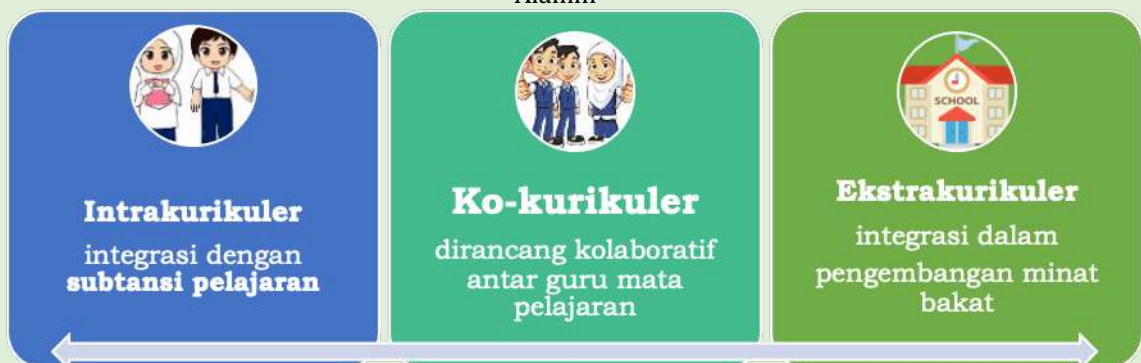 Intrakurikuler
integrasi dengan
subtansi pelajaran
Ko-kurikuler
dirancang kolaboratif
antar guru mata
pelajaran
SCHOOL
Ekstrakurikuler
integrasi dalam
pengembangan minat
bakat